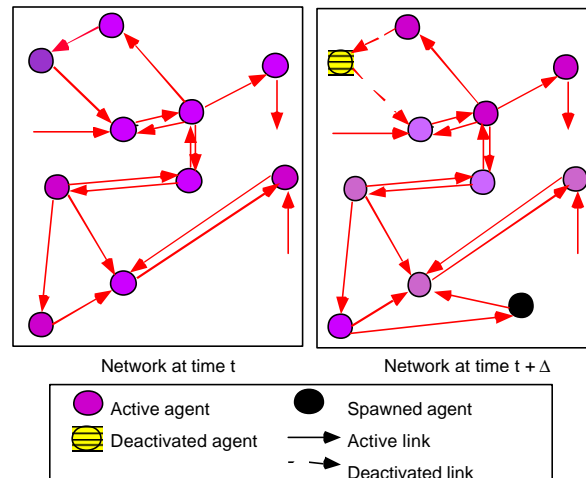 Network at time t
Network at time t + Δ
Active agent
Spawned agent
Deactivated agent
Active link
Deactivated link